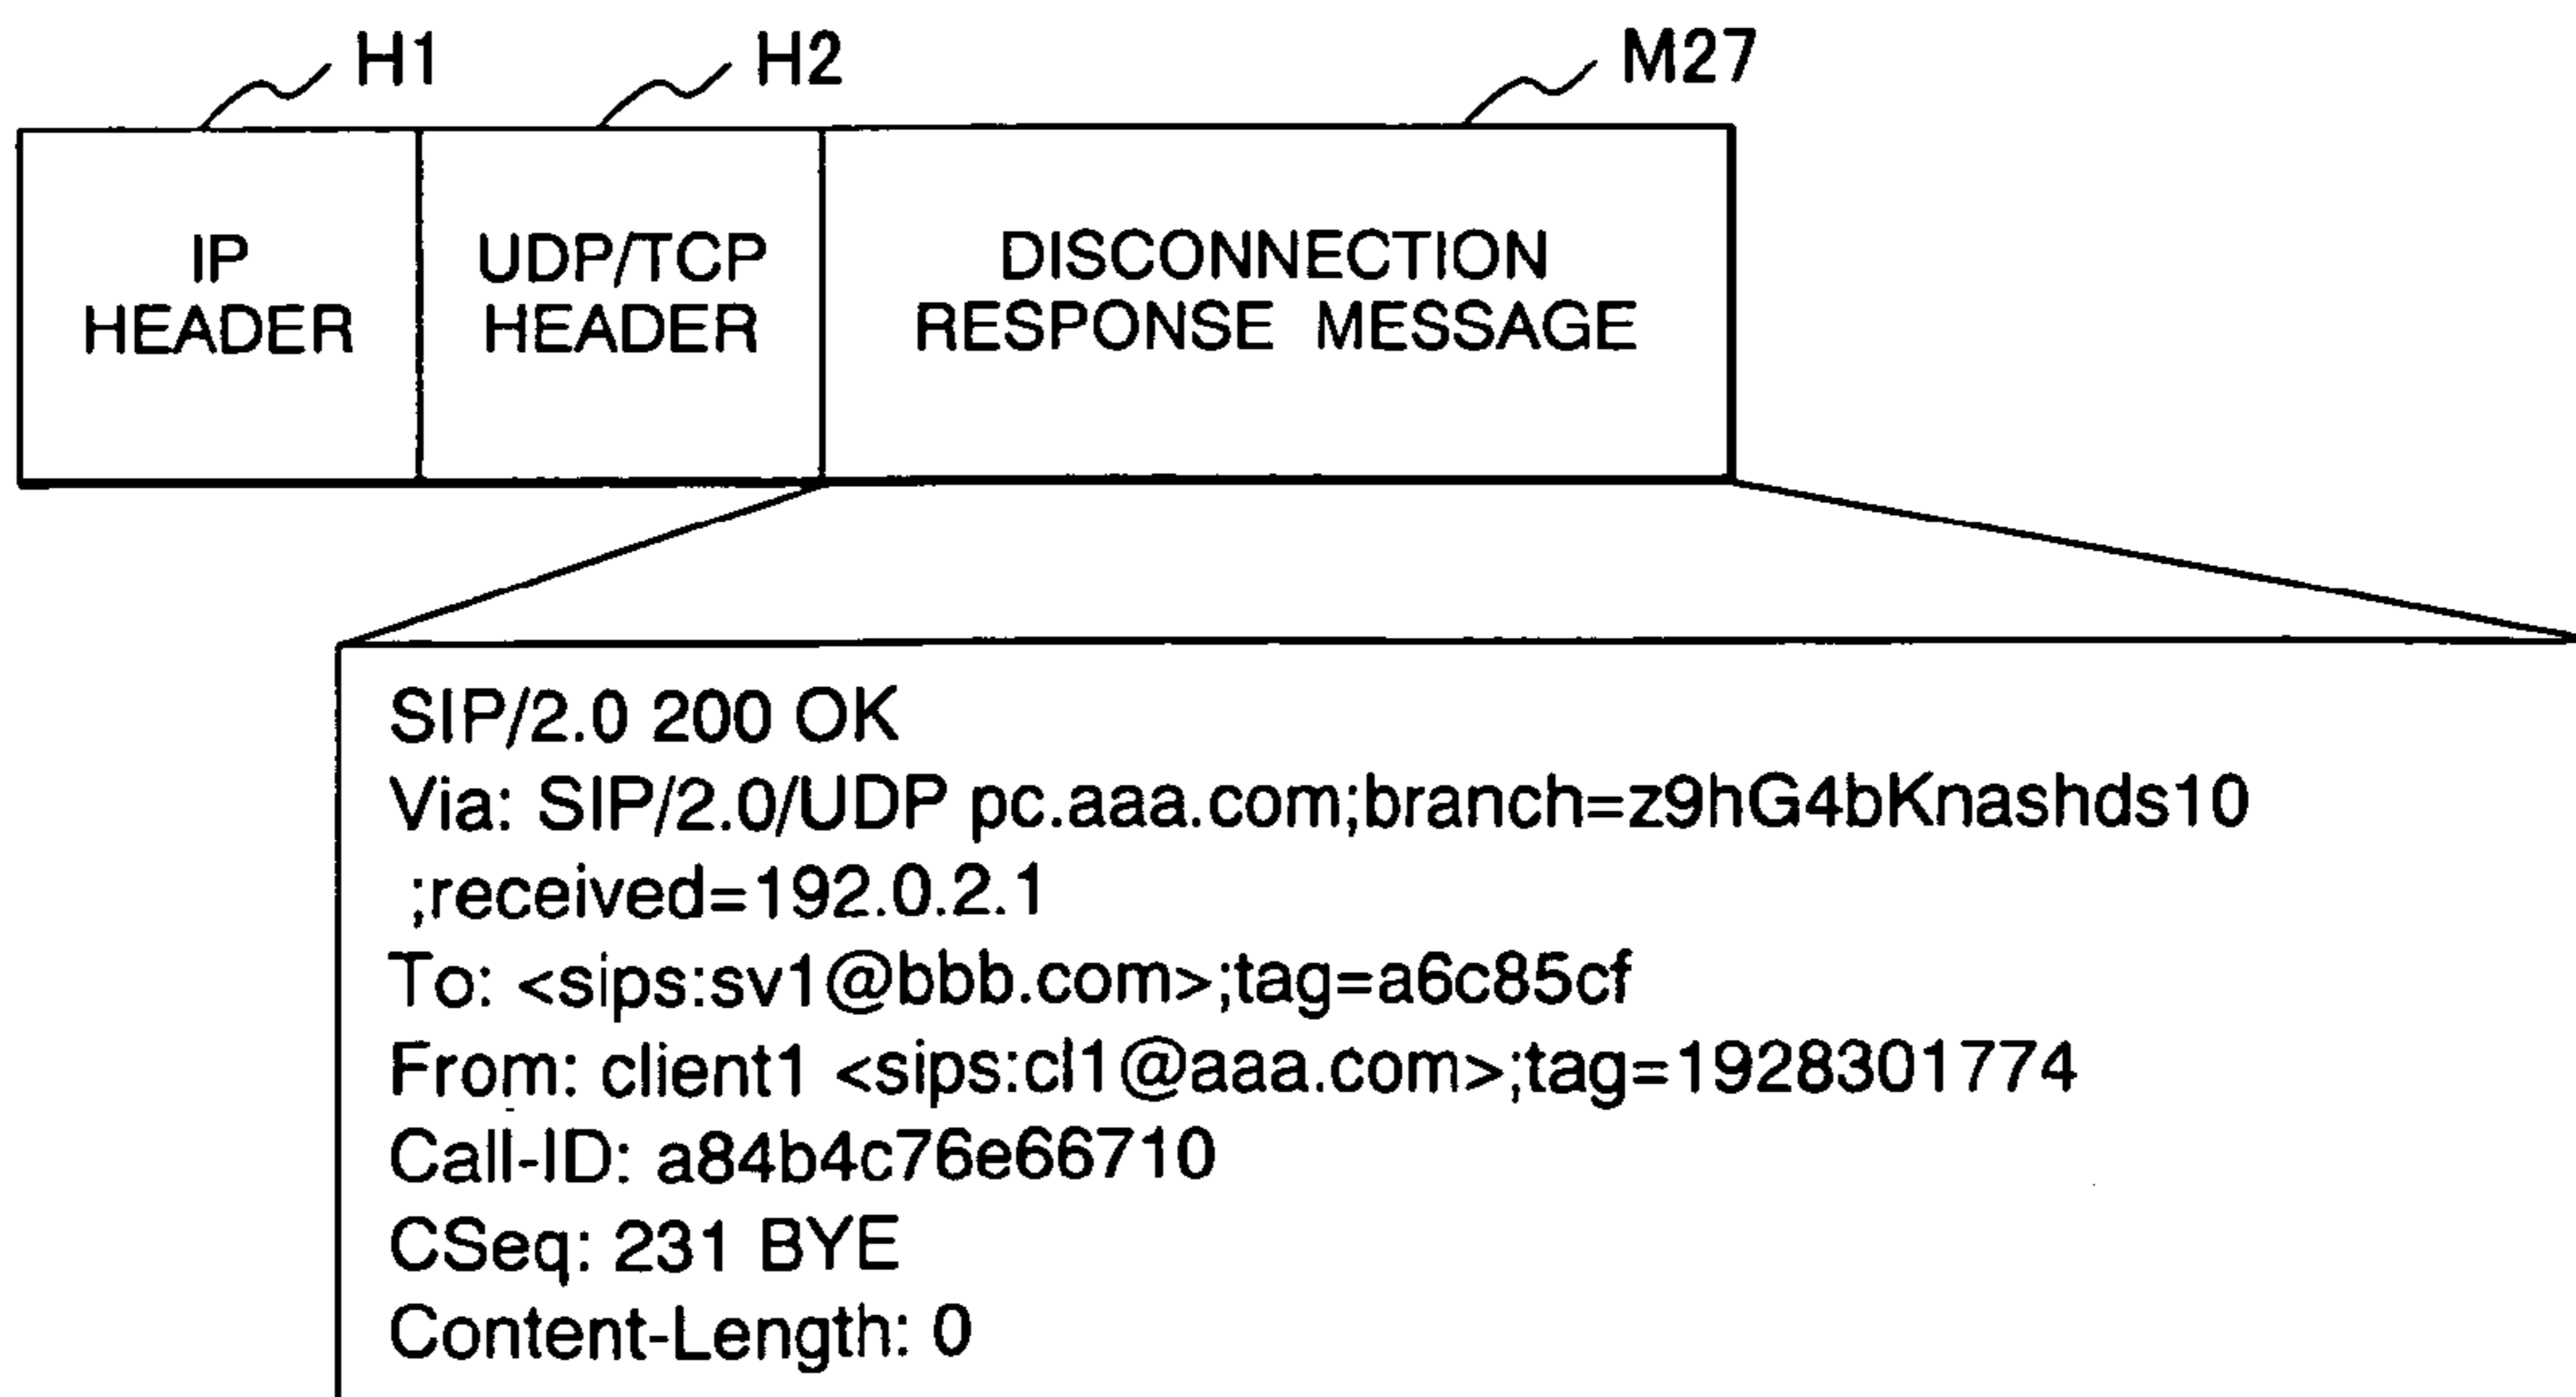 H1
H2
M27
IP
HEADER
UDP/TCP
HEADER
DISCONNECTION
RESPONSE MESSAGE
SIP/2.0 200 OK
Via: SIP/2.0/UDP pc.aaa.com;branch=z9hG4bKnashds10
;received=192.0.2.1
To: <sips:sv1@bbb.com>;tag=a6c85cf
From: client1 <sips:cl1@aaa.com>;tag=1928301774
Call-ID: a84b4c76e66710
CSeq: 231 BYE
Content-Length: 0